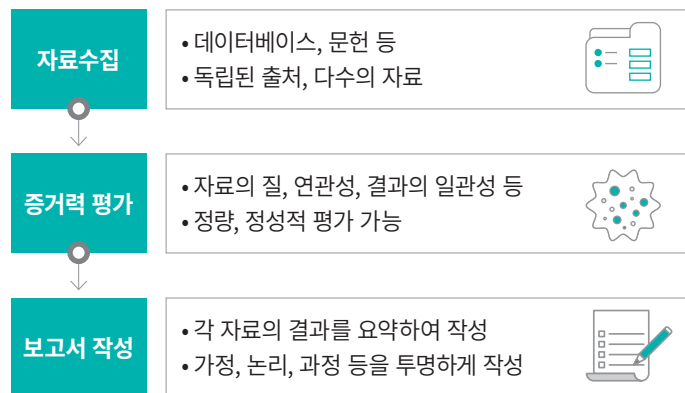 자료수집
• 데이터베이스, 문헌 등
• 독립된 출처, 다수의 자료
증거력 평가
• 자료의 질, 연관성, 결과의 일관성 등
• 정량, 정성적 평가 가능
보고서 작성
• 각 자료의 결과를 요약하여 작성
• 가정, 논리, 과정 등을 투명하게 작성